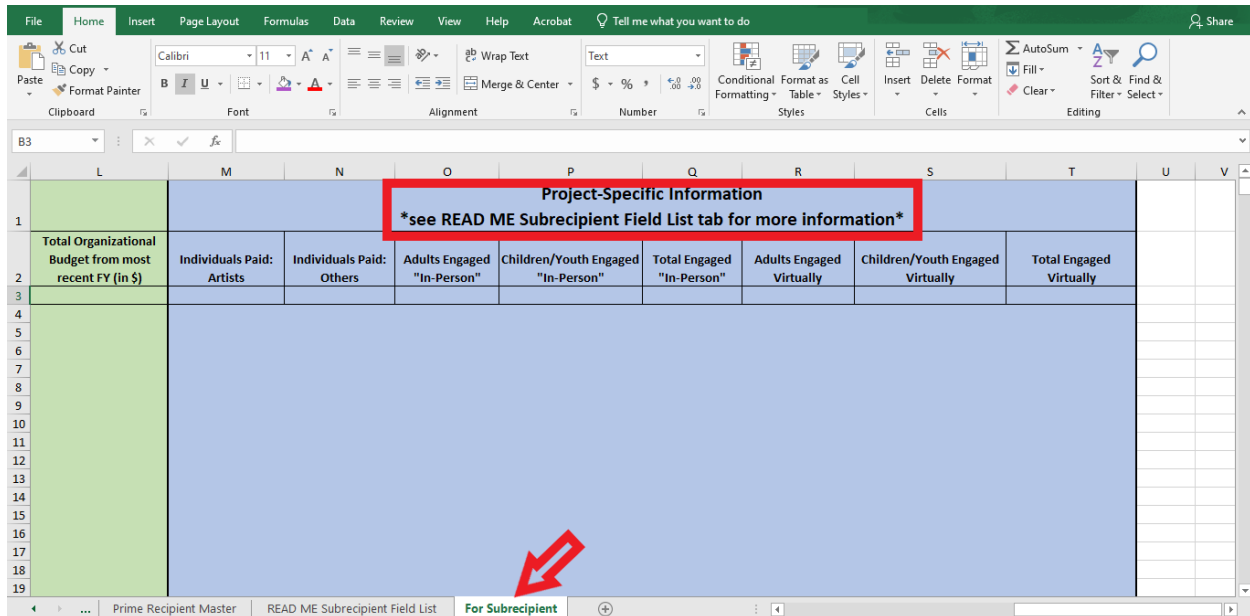 File Home Insert Page Layout Formulas Data Review View Help Acrobat Tell me what you want to do Share
Cut
Copy
Format Painter
Paste
Clipboard
Calibri 11 A A
B I U A
Font
ab Wrap Text
Merge & Center
Alignment
Text
$ % , .0 .00 .00 .0
Number
Conditional Formatting
Format as Table
Cell Styles
Styles
Insert Delete Format
Cells
AutoSum
Fill
Clear
Sort & Filter
Find & Select
Editing
B3 fx
L M N O P Q R S T U V
Project-Specific Information
1 *see READ ME Subrecipient Field List tab for more information*
2 Total Organizational Budget from most recent FY (in $) Individuals Paid: Artists Individuals Paid: Others Adults Engaged "In-Person" Children/Youth Engaged "In-Person" Total Engaged "In-Person" Adults Engaged Virtually Children/Youth Engaged Virtually Total Engaged Virtually
3
4
5
6
7
8
9
10
11
12
13
14
15
16
17
18
19
... Prime Recipient Master READ ME Subrecipient Field List For Subrecipient